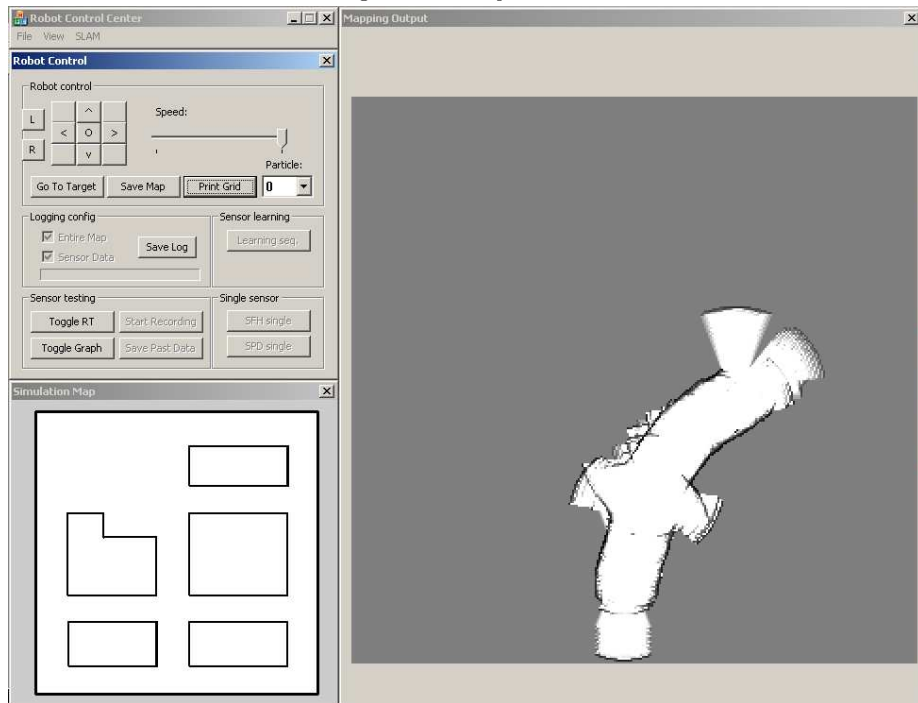 Robot Control Center
Mapping Output
File View SLAM
Robot Control
Robot control
L
^
Speed:
< O >
R
v
Particle:
Go To Target Save Map Print Grid 0
Logging config
Sensor learning
Entire Map
Save Log
Learning seq.
Sensor Data
Sensor testing
Single sensor
Toggle RT Start Recording SFH single
Toggle Graph Save Past Data SPD single
Simulation Map